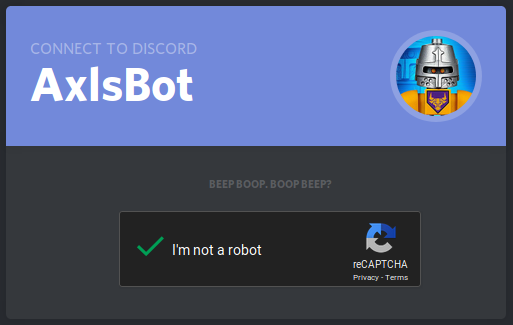 CONNECT TO DISCORD
AxlsBot
BEEP BOOP. BOOP BEEP?
I'm not a robot
reCAPTCHA
Privacy - Terms